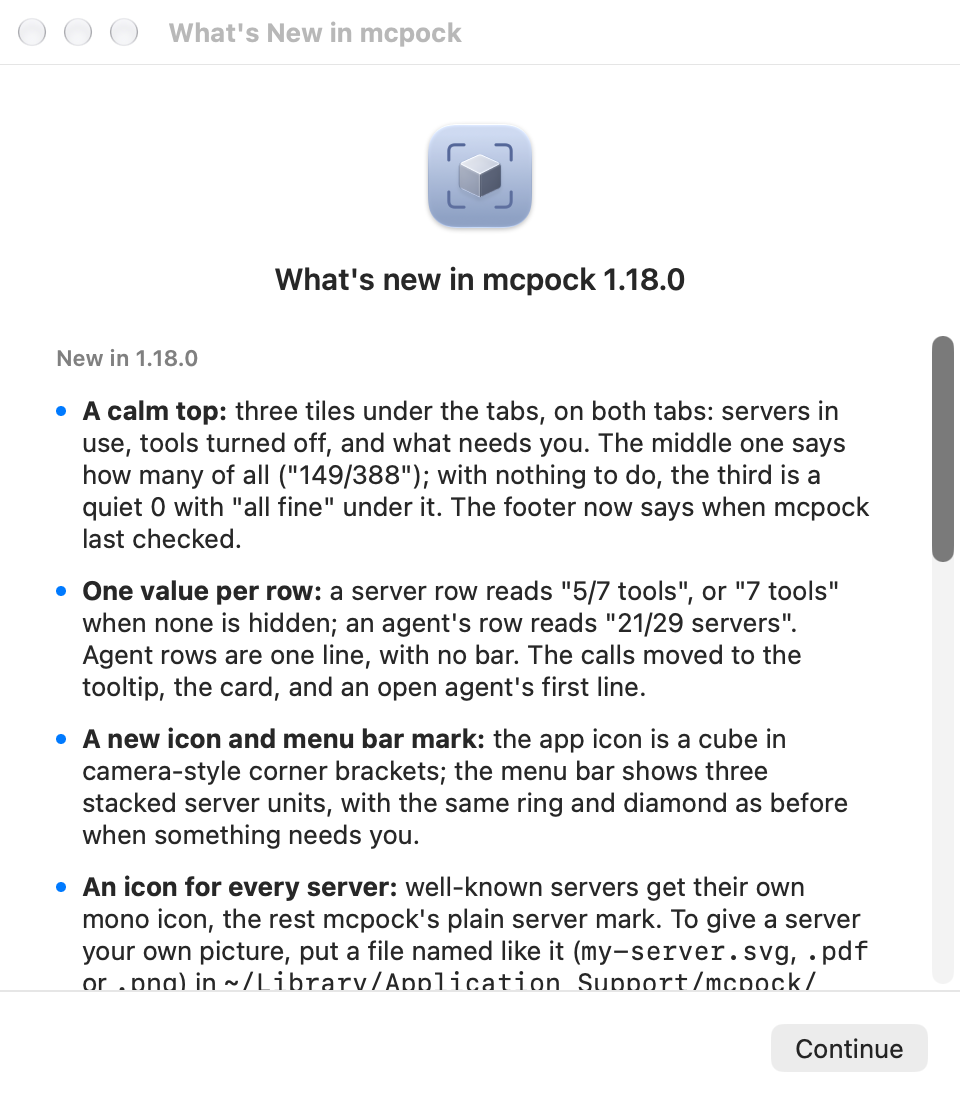 What's New in mcpock
What's new in mcpock 1.18.0
New in 1.18.0
• A calm top: three tiles under the tabs, on both tabs: servers in
use, tools turned off, and what needs you. The middle one says
how many of all ("149/388"); with nothing to do, the third is a
quiet 0 with "all fine" under it. The footer now says when mcpock
last checked.
• One value per row: a server row reads "5/7 tools", or "7 tools"
when none is hidden; an agent's row reads "21/29 servers".
Agent rows are one line, with no bar. The calls moved to the
tooltip, the card, and an open agent's first line.
• A new icon and menu bar mark: the app icon is a cube in
camera-style corner brackets; the menu bar shows three
stacked server units, with the same ring and diamond as before
when something needs you.
• An icon for every server: well-known servers get their own
mono icon, the rest mcpock's plain server mark. To give a server
your own picture, put a file named like it (my-server.svg, .pdf
or .png) in ~/Library/Application Support/mcpock/
Continue